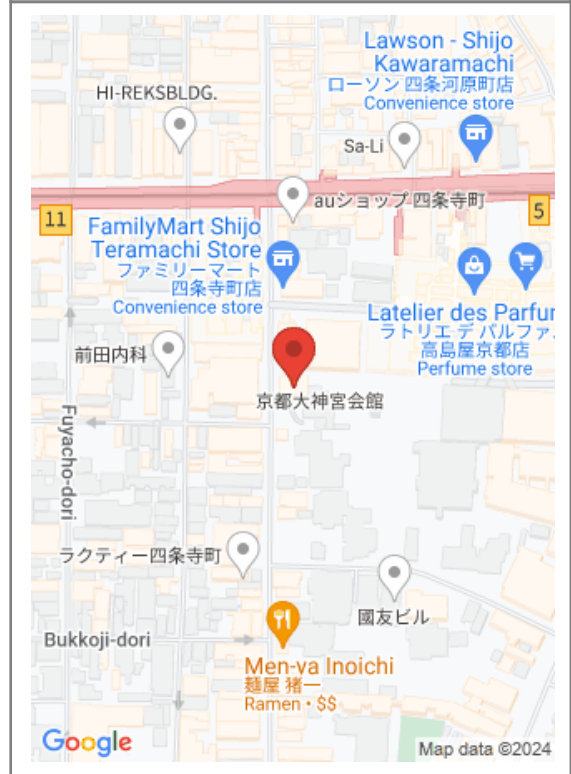 Lawson - Shijo
Kawaramachi
ローソン 四条河原町店
Convenience store
HI-REKSBLDG.
Sa-Li
auショップ 四条寺町
11
5
FamilyMart Shijo
Teramachi Store
ファミリーマート
四条寺町店
Convenience store
Latelier des Parfur
ラトリエ デ パルファ.
高島屋京都店
Perfume store
前田内科
京都大神宮会館
Fuyacho-dori
ラクティー四条寺町
國友ビル
Bukkoji-dori
Men-ya Inoichi
麺屋 猪一
Ramen • $$
Google
Map data ©2024